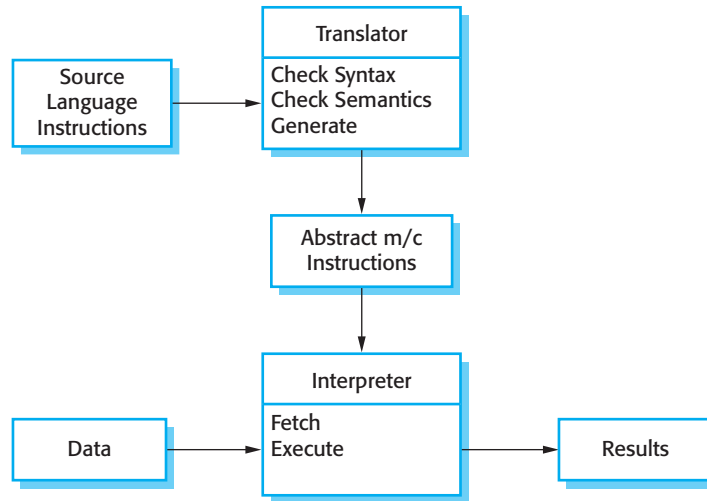 Translator
Source
Language
Instructions
Check Syntax
Check Semantics
Generate
Abstract m/c
Instructions
Interpreter
Data
Fetch
Execute
Results